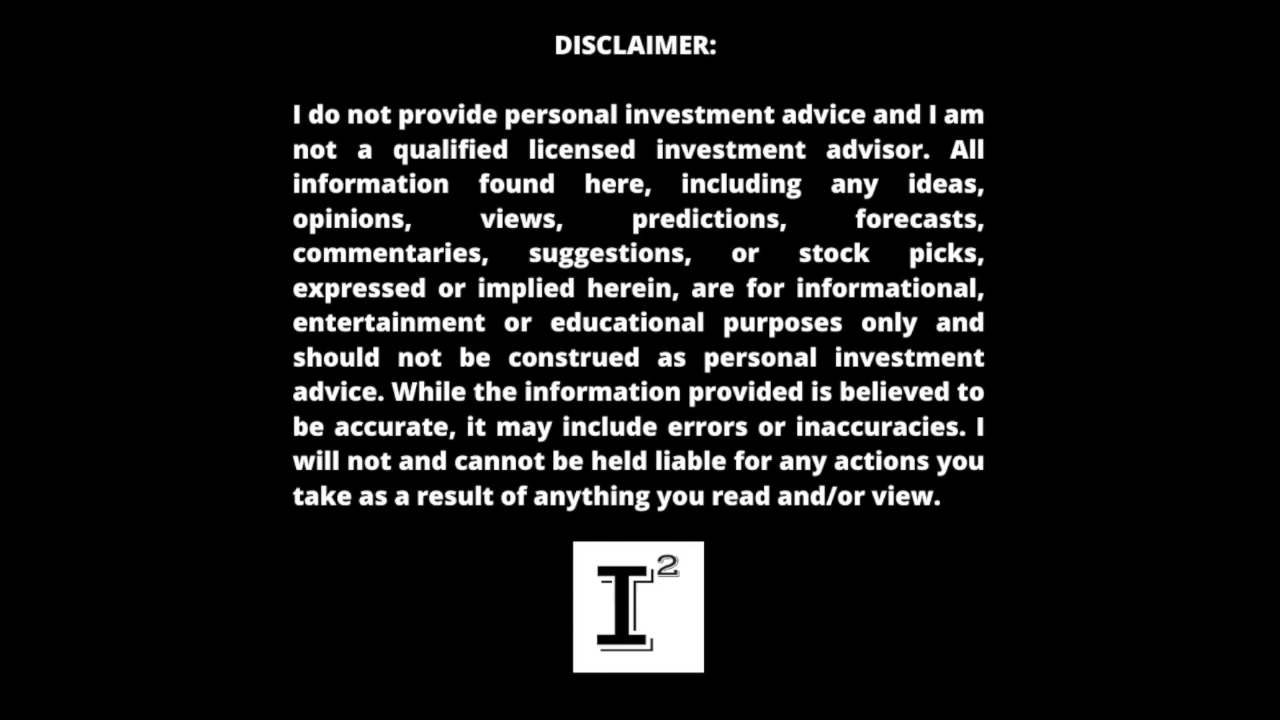 DISCLAIMER:
I do not provide personal investment advice and I am
not a qualified licensed investment advisor. All
information found here, including any ideas,
opinions, views, predictions, forecasts,
commentaries, suggestions, or stock picks,
expressed or implied herein, are for informational,
entertainment or educational purposes only and
should not be construed as personal investment
advice. While the information provided is believed to
be accurate, it may include errors or inaccuracies. I
will not and cannot be held liable for any actions you
take as a result of anything you read and/or view.
I²